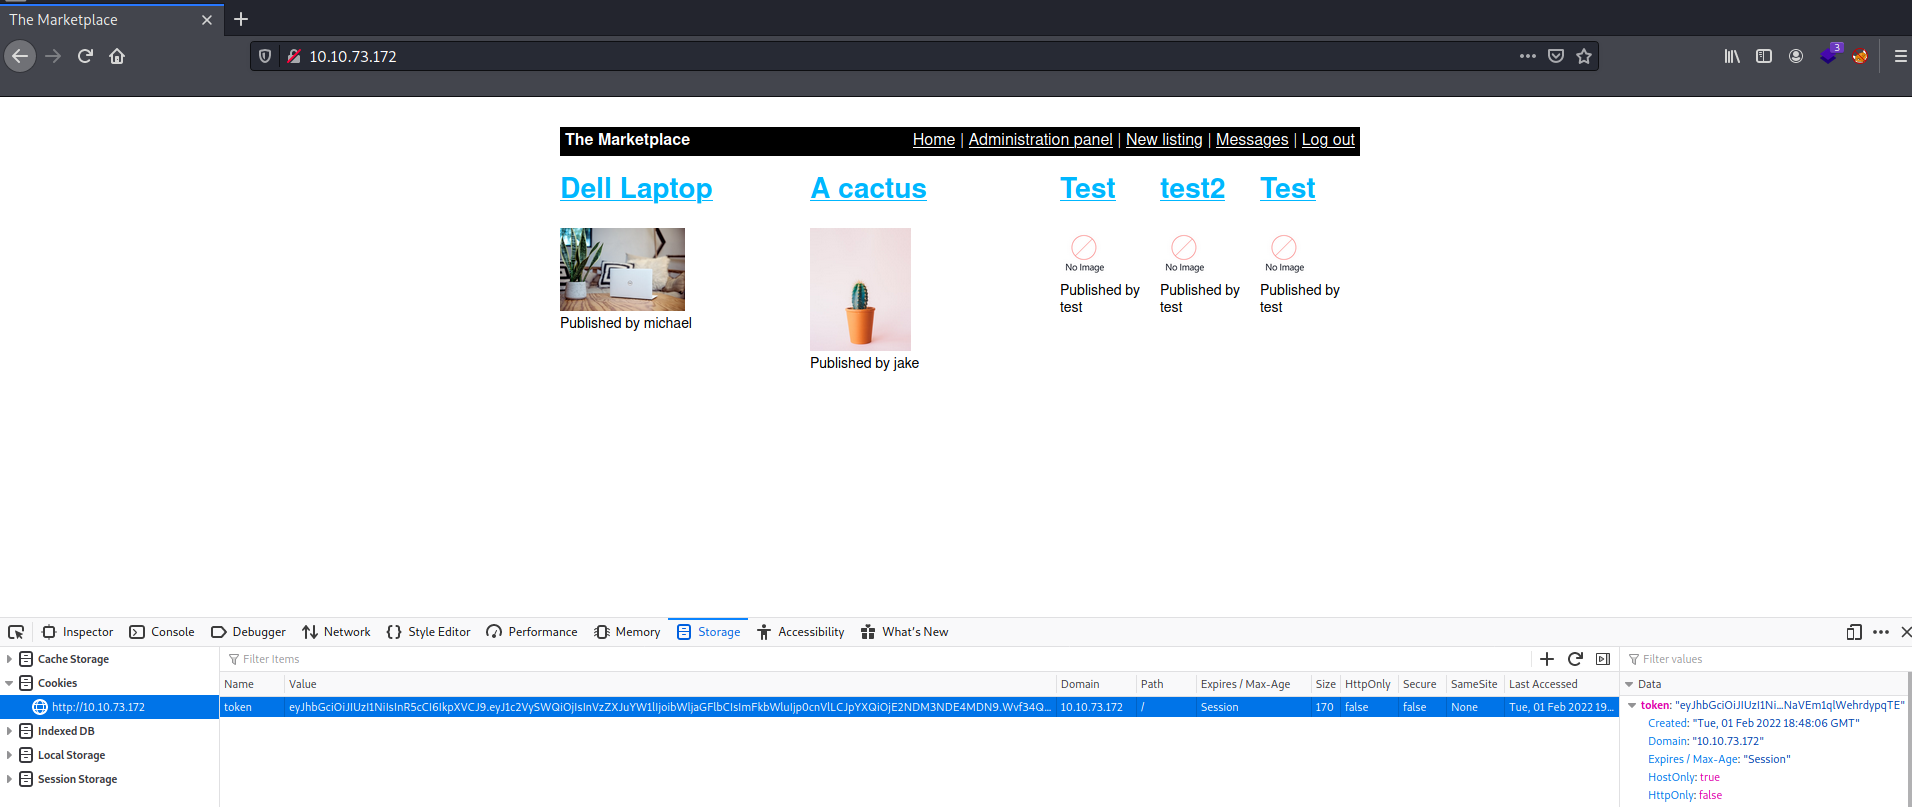 The Marketplace
10.10.73.172
3
The Marketplace
Home | Administration panel | New listing | Messages | Log out
Dell Laptop
A cactus
Test
test2
Test
No Image
No Image
No Image
Published by test
Published by test
Published by test
Published by michael
Published by jake
Inspector
Console
Debugger
Network
Style Editor
Performance
Memory
Storage
Accessibility
What's New
Cache Storage
Cookies
http://10.10.73.172
Indexed DB
Local Storage
Session Storage
Filter Items
Name Value Domain Path Expires / Max-Age Size HttpOnly Secure SameSite Last Accessed
token eyJhbGciOiJIUzI1NiIsInR5cCI6IkpXVCJ9.eyJ1c2VySWQiOjIsInVzZXJuYW1lIjoibWljaGFlbCIsImFkbWluIjp0cnVlLCJpYXQiOjE2NDM3NDE4MDN9.Wvf34Q... 10.10.73.172 / Session 170 false false None Tue, 01 Feb 2022 19...
Filter values
Data
token: "eyJhbGciOiJIUzI1Ni...NaVEm1qlWehrdypqTE"
Created: "Tue, 01 Feb 2022 18:48:06 GMT"
Domain: "10.10.73.172"
Expires / Max-Age: "Session"
HostOnly: true
HttpOnly: false